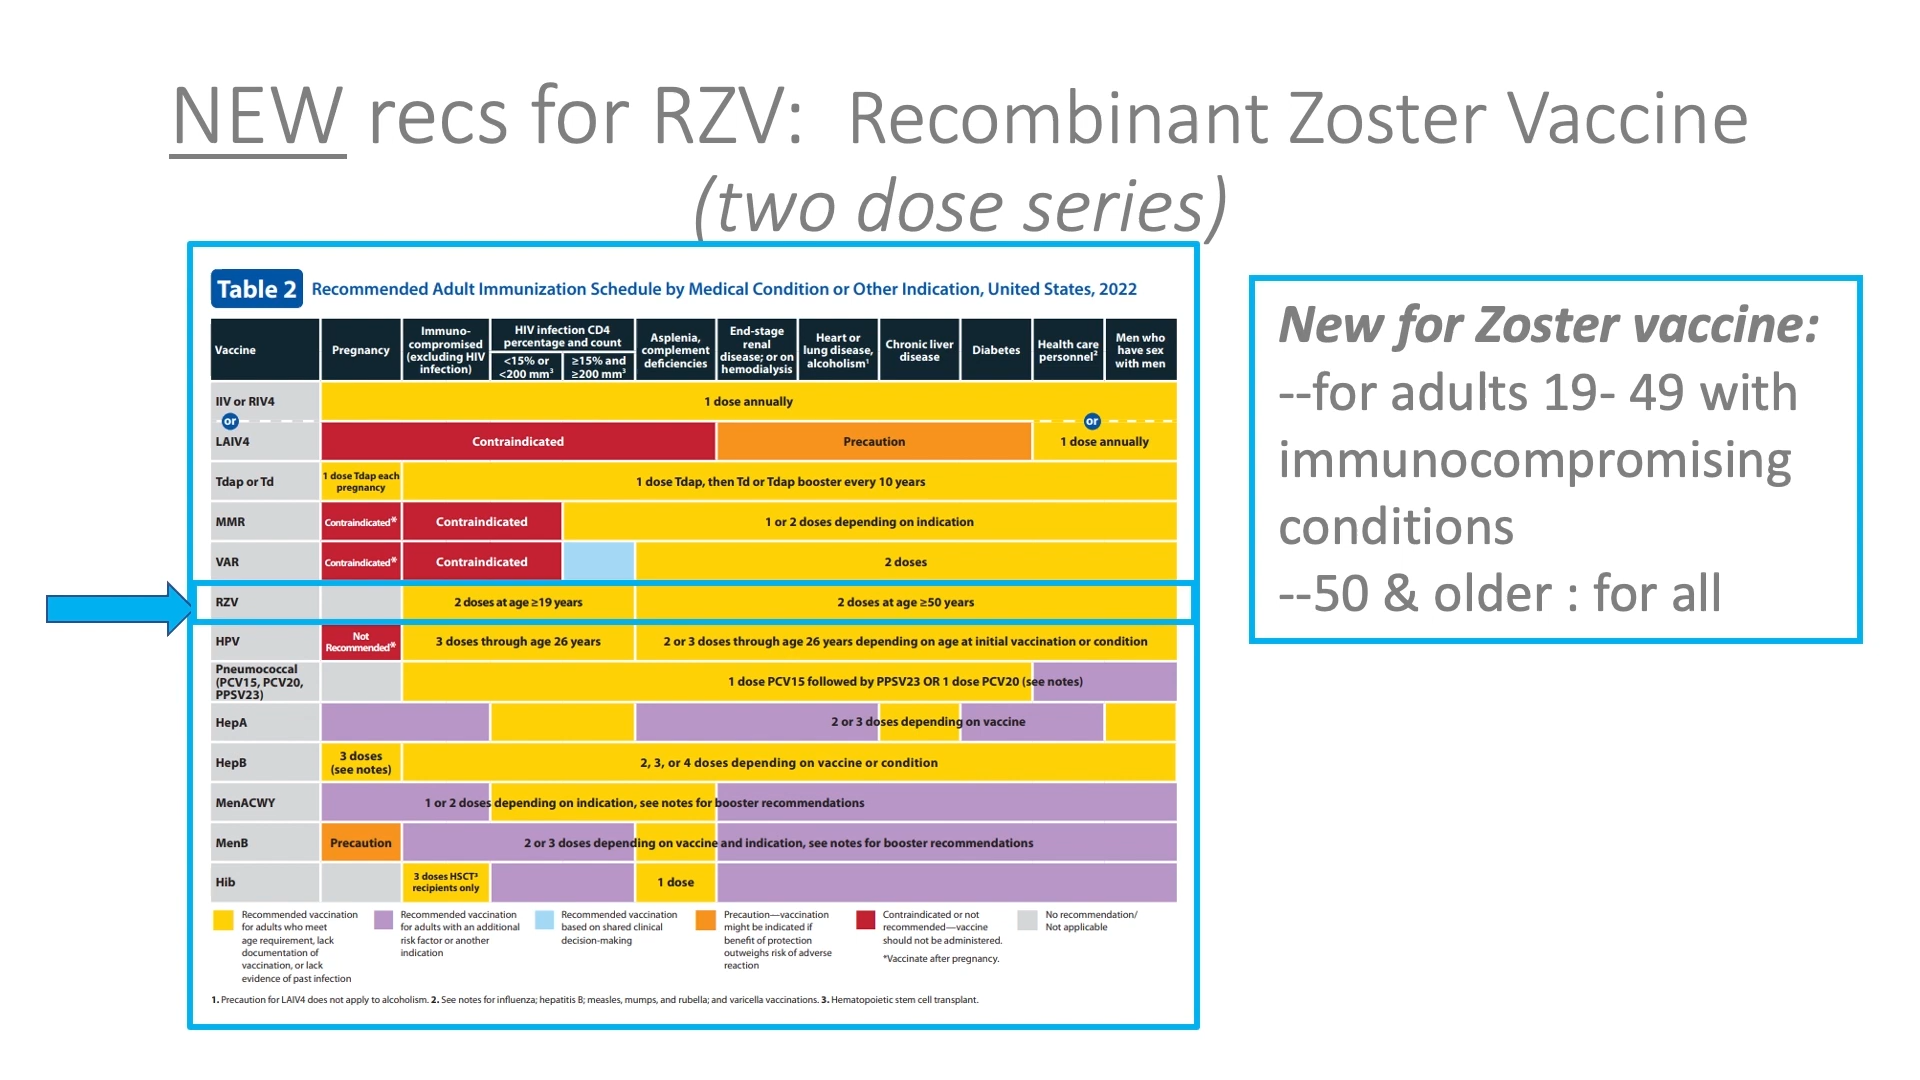 NEW recs for RZV: Recombinant Zoster Vaccine
(two dose series)
Table 2 Recommended Adult Immunization Schedule by Medical Condition or Other Indication, United States, 2022
Vaccine
Pregnancy
Immuno-
compromised
(excluding HIV
infection)
HIV infection CD4
percentage and count
<15% or
<200 mm³
≥15% and
≥200 mm³
Asplenia,
complement
deficiencies
End-stage
renal
disease; or on
hemodialysis
Heart or
lung disease,
alcoholism¹
Chronic liver
disease
Diabetes
Health care
personnel²
Men who
have sex
with men
IIV or RIV4
1 dose annually
or
or
LAIV4
Contraindicated
Precaution
1 dose annually
Tdap or Td
1 dose Tdap each
pregnancy
1 dose Tdap, then Td or Tdap booster every 10 years
MMR
Contraindicated*
Contraindicated
1 or 2 doses depending on indication
VAR
Contraindicated*
Contraindicated
2 doses
RZV
2 doses at age ≥19 years
2 doses at age ≥50 years
HPV
Not
Recommended*
3 doses through age 26 years
2 or 3 doses through age 26 years depending on age at initial vaccination or condition
Pneumococcal
(PCV15, PCV20,
PPSV23)
1 dose PCV15 followed by PPSV23 OR 1 dose PCV20 (see notes)
HepA
2 or 3 doses depending on vaccine
HepB
3 doses
(see notes)
2, 3, or 4 doses depending on vaccine or condition
MenACWY
1 or 2 doses depending on indication, see notes for booster recommendations
MenB
Precaution
2 or 3 doses depending on vaccine and indication, see notes for booster recommendations
Hib
3 doses HSCT³
recipients only
1 dose
Recommended vaccination
for adults who meet
age requirement, lack
documentation of
vaccination, or lack
evidence of past infection
Recommended vaccination
for adults with an additional
risk factor or another
indication
Recommended vaccination
based on shared clinical
decision-making
Precaution—vaccination
might be indicated if
benefit of protection
outweighs risk of adverse
reaction
Contraindicated or not
recommended—vaccine
should not be administered.
*Vaccinate after pregnancy.
No recommendation/
Not applicable
1. Precaution for LAIV4 does not apply to alcoholism. 2. See notes for influenza; hepatitis B; measles, mumps, and rubella; and varicella vaccinations. 3. Hematopoietic stem cell transplant.
New for Zoster vaccine:
--for adults 19- 49 with
immunocompromising
conditions
--50 & older : for all